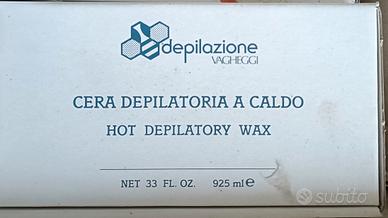 depilazione
VAGHEGGI
CERA DEPILATORIA A CALDO
HOT DEPILATORY WAX
NET 33 FL. OZ. 925 ml e
subito